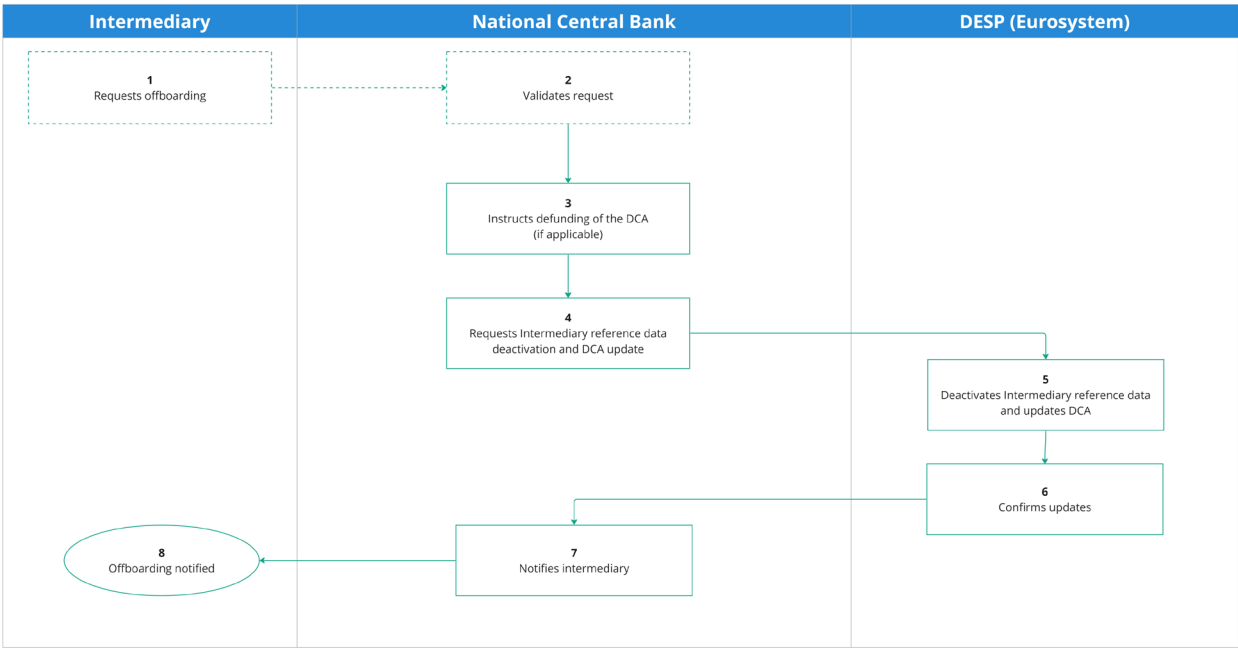 Intermediary
National Central Bank
DESP (Eurosystem)
1
Requests offboarding
2
Validates request
3
Instructs defunding of the DCA
(if applicable)
4
Requests Intermediary reference data
deactivation and DCA update
5
Deactivates Intermediary reference data
and updates DCA
6
Confirms updates
7
Notifies intermediary
8
Offboarding notified